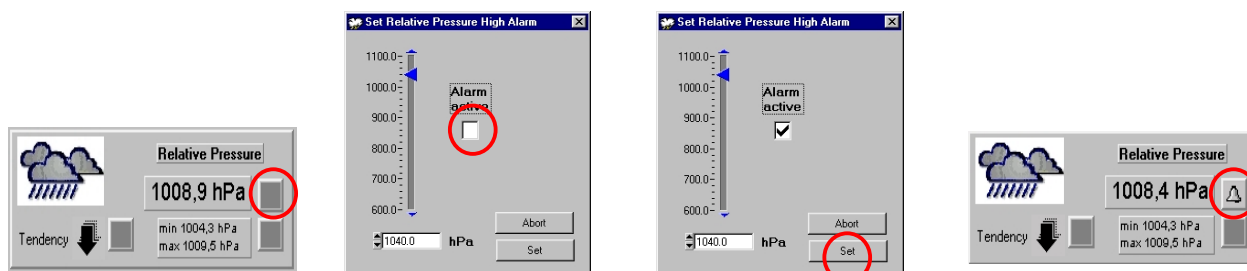 Relative Pressure
1008,9 hPa
Tendency
min 1004,3 hPa
max 1009,5 hPa
Set Relative Pressure High Alarm
1100.0
1000.0
900.0
800.0
700.0
600.0
Alarm
active
1040.0 hPa
Abort
Set
Set Relative Pressure High Alarm
1100.0
1000.0
900.0
800.0
700.0
600.0
Alarm
active
1040.0 hPa
Abort
Set
Relative Pressure
1008,4 hPa
Tendency
min 1004,3 hPa
max 1009,5 hPa